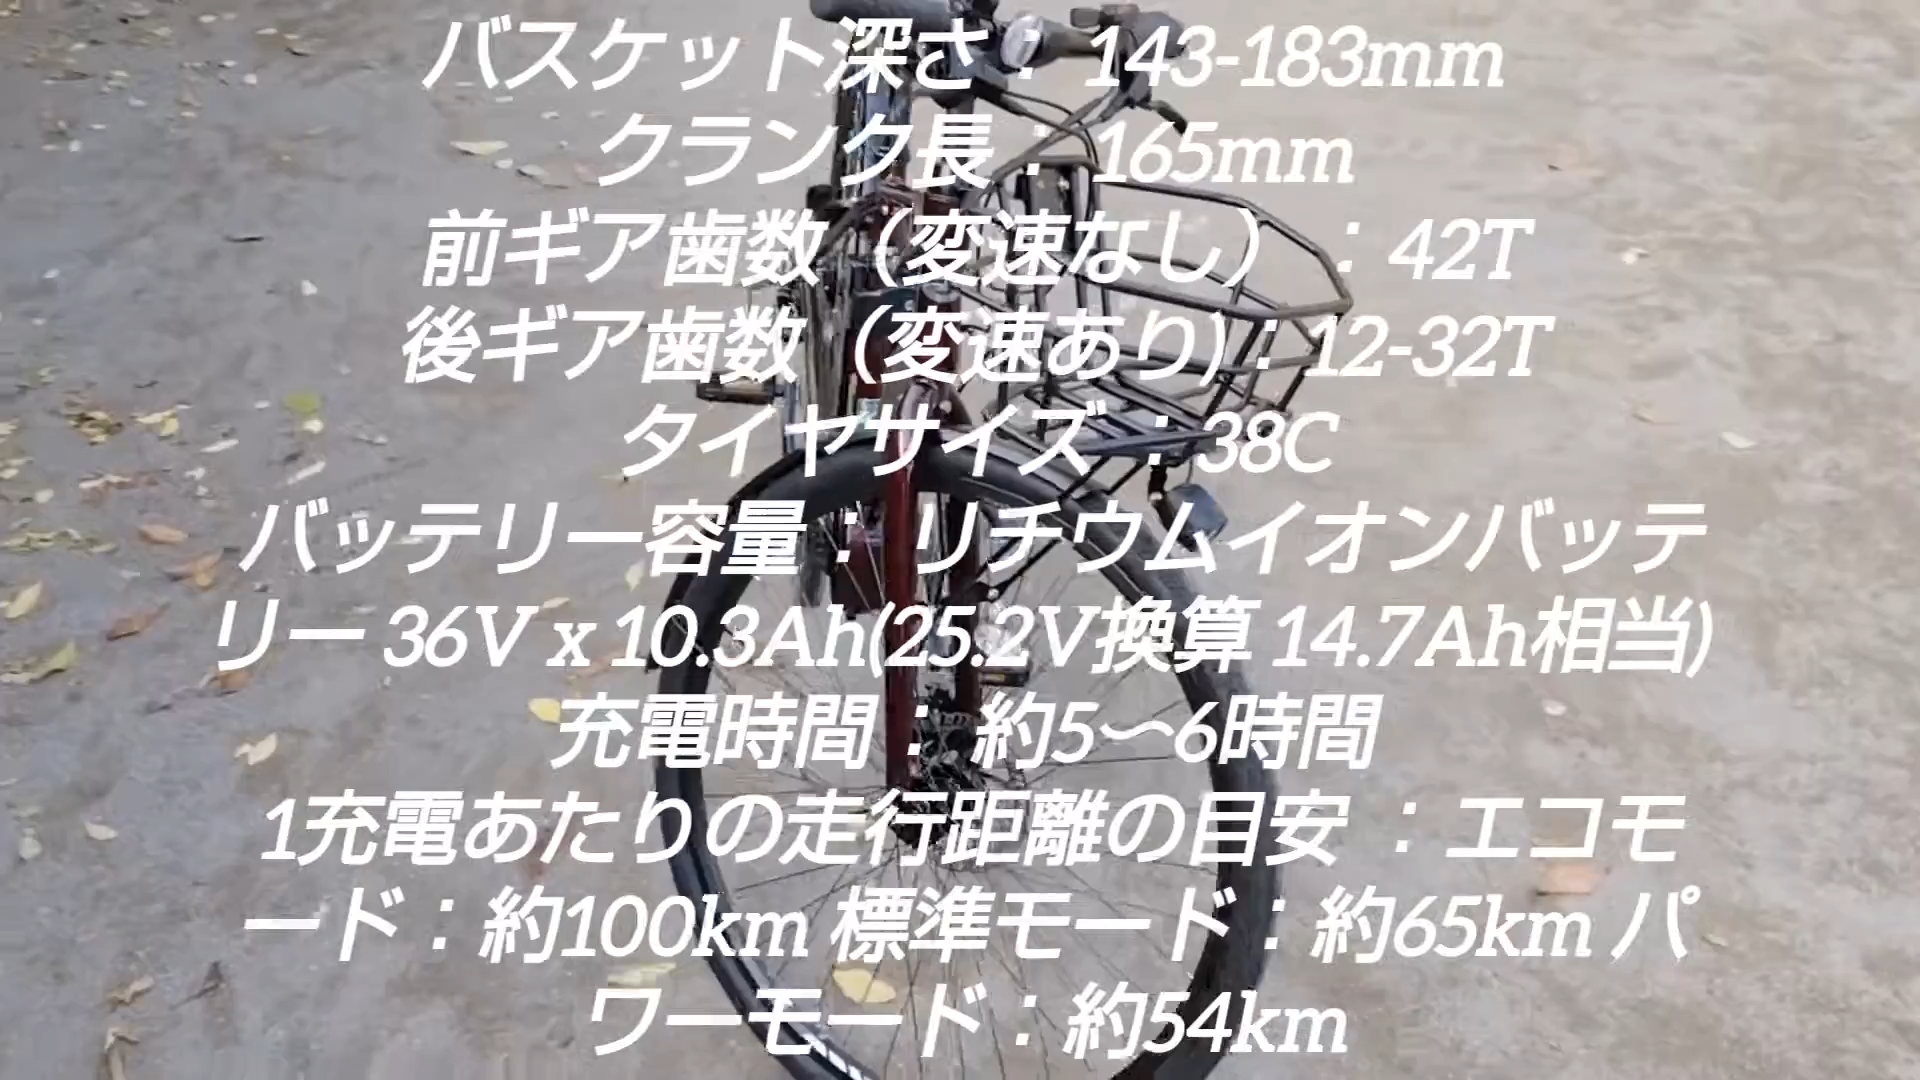 バスケット深さ： 143-183mm
クランク長： 165mm
前ギア歯数（変速なし）：42T
後ギア歯数（変速あり)：12-32T
タイヤサイズ ：38C
バッテリー容量： リチウムイオンバッテ
リー 36V x 10.3Ah(25.2V換算 14.7Ah相当)
充電時間： 約5〜6時間
1充電あたりの走行距離の目安 ：エコモ
ード：約100km 標準モード：約65km パ
ワーモード：約54km